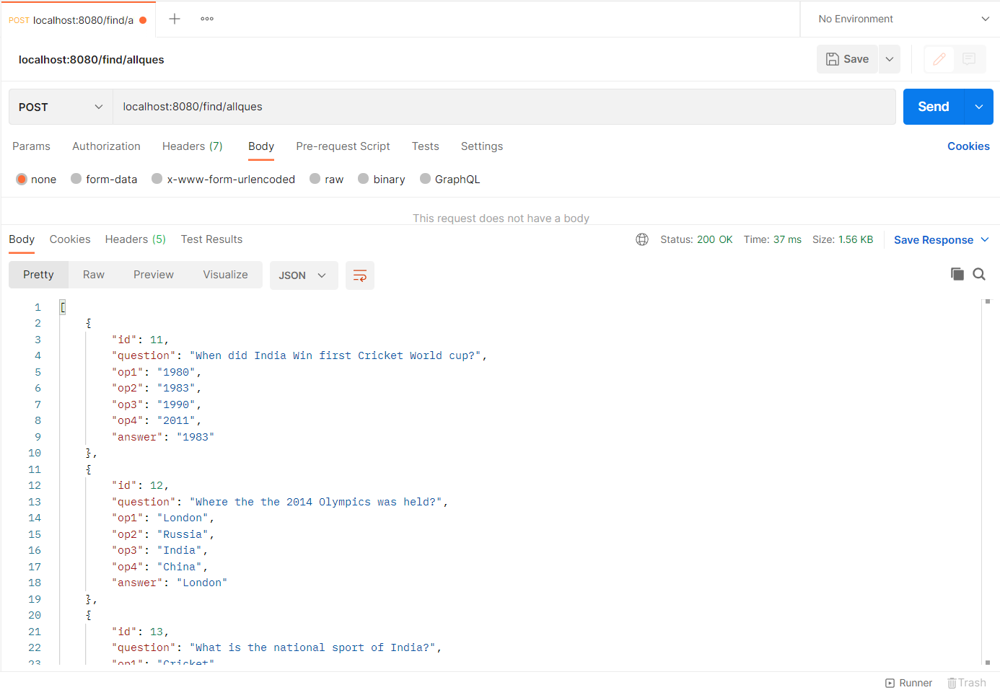 POST localhost:8080/find/a
No Environment
localhost:8080/find/allques
Save
POST localhost:8080/find/allques Send
Params Authorization Headers (7) Body Pre-request Script Tests Settings Cookies
none form-data x-www-form-urlencoded raw binary GraphQL
This request does not have a body
Body Cookies Headers (5) Test Results Status: 200 OK Time: 37 ms Size: 1.56 KB Save Response
Pretty Raw Preview Visualize JSON
1 [
2 {
3 "id": 11,
4 "question": "When did India Win first Cricket World cup?",
5 "op1": "1980",
6 "op2": "1983",
7 "op3": "1990",
8 "op4": "2011",
9 "answer": "1983"
10 },
11 {
12 "id": 12,
13 "question": "Where the the 2014 Olympics was held?",
14 "op1": "London",
15 "op2": "Russia",
16 "op3": "India",
17 "op4": "China",
18 "answer": "London"
19 },
20 {
21 "id": 13,
22 "question": "What is the national sport of India?",
23 "op1": "Cricket"
Runner Trash